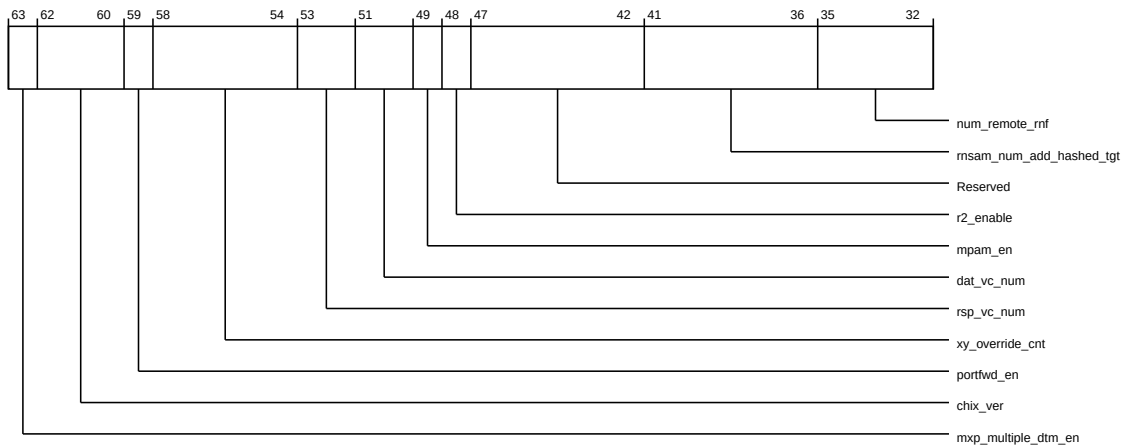 63 62 60 59 58 54 53 51 49 48 47 42 41 36 35 32
num_remote_rnf
rnsam_num_add_hashed_tgt
Reserved
r2_enable
mpam_en
dat_vc_num
rsp_vc_num
xy_override_cnt
portfwd_en
chix_ver
mxp_multiple_dtm_en